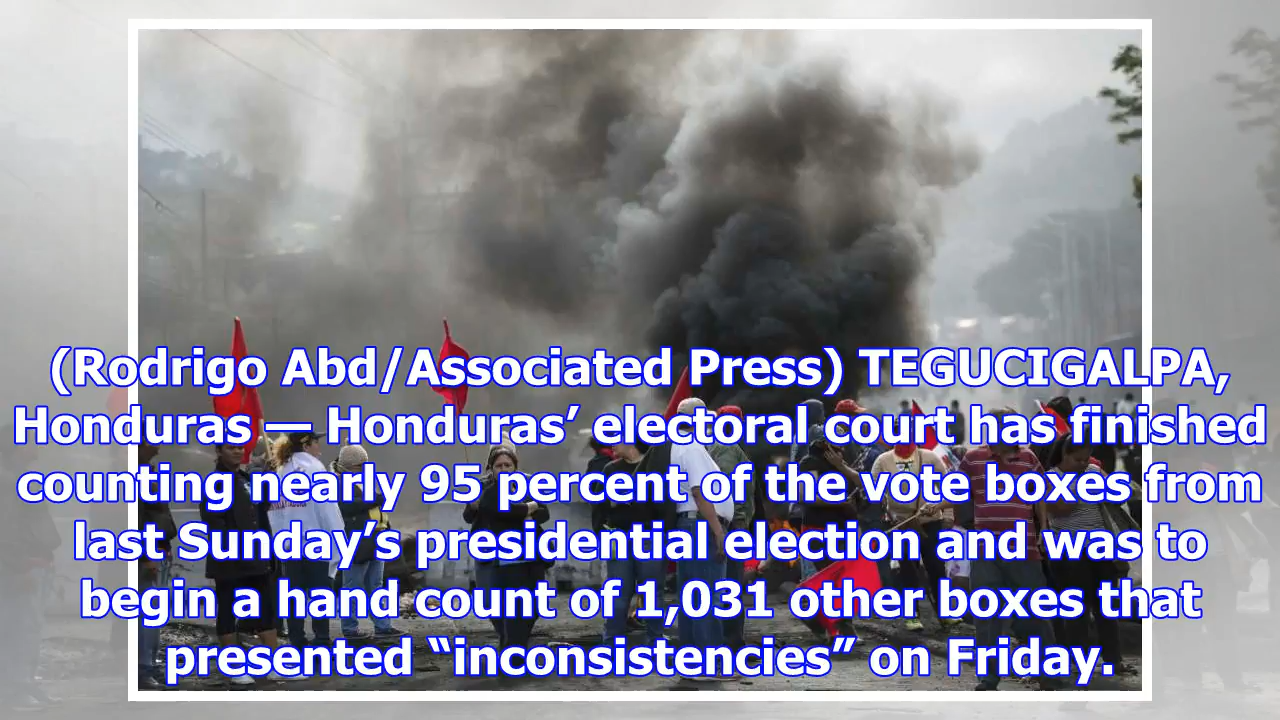 (Rodrigo Abd/Associated Press) TEGUCIGALPA,
Honduras — Honduras’ electoral court has finished
counting nearly 95 percent of the vote boxes from
last Sunday’s presidential election and was to
begin a hand count of 1,031 other boxes that
presented “inconsistencies” on Friday.